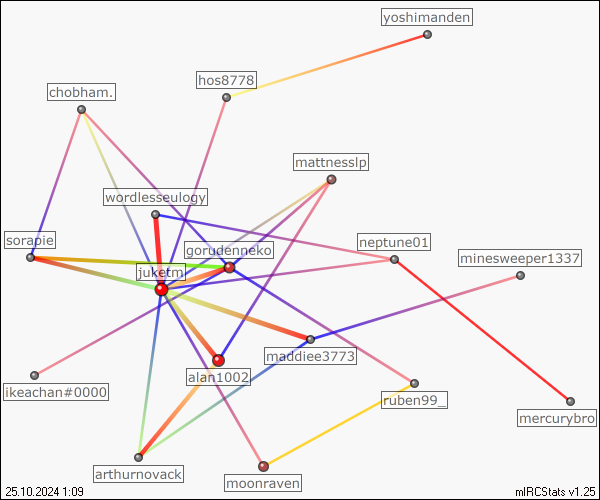 yoshimanden
hos8778
chobham.
mattnesslp
wordlesseulogy
sorapie
gorudenneko
neptune01
minesweeper1337
juketm
maddiee3773
alan1002
ikeachan#0000
ruben99_
mercurybro
arthurnovack
moonraven
25.10.2024 1:09
mIRCStats v1.25